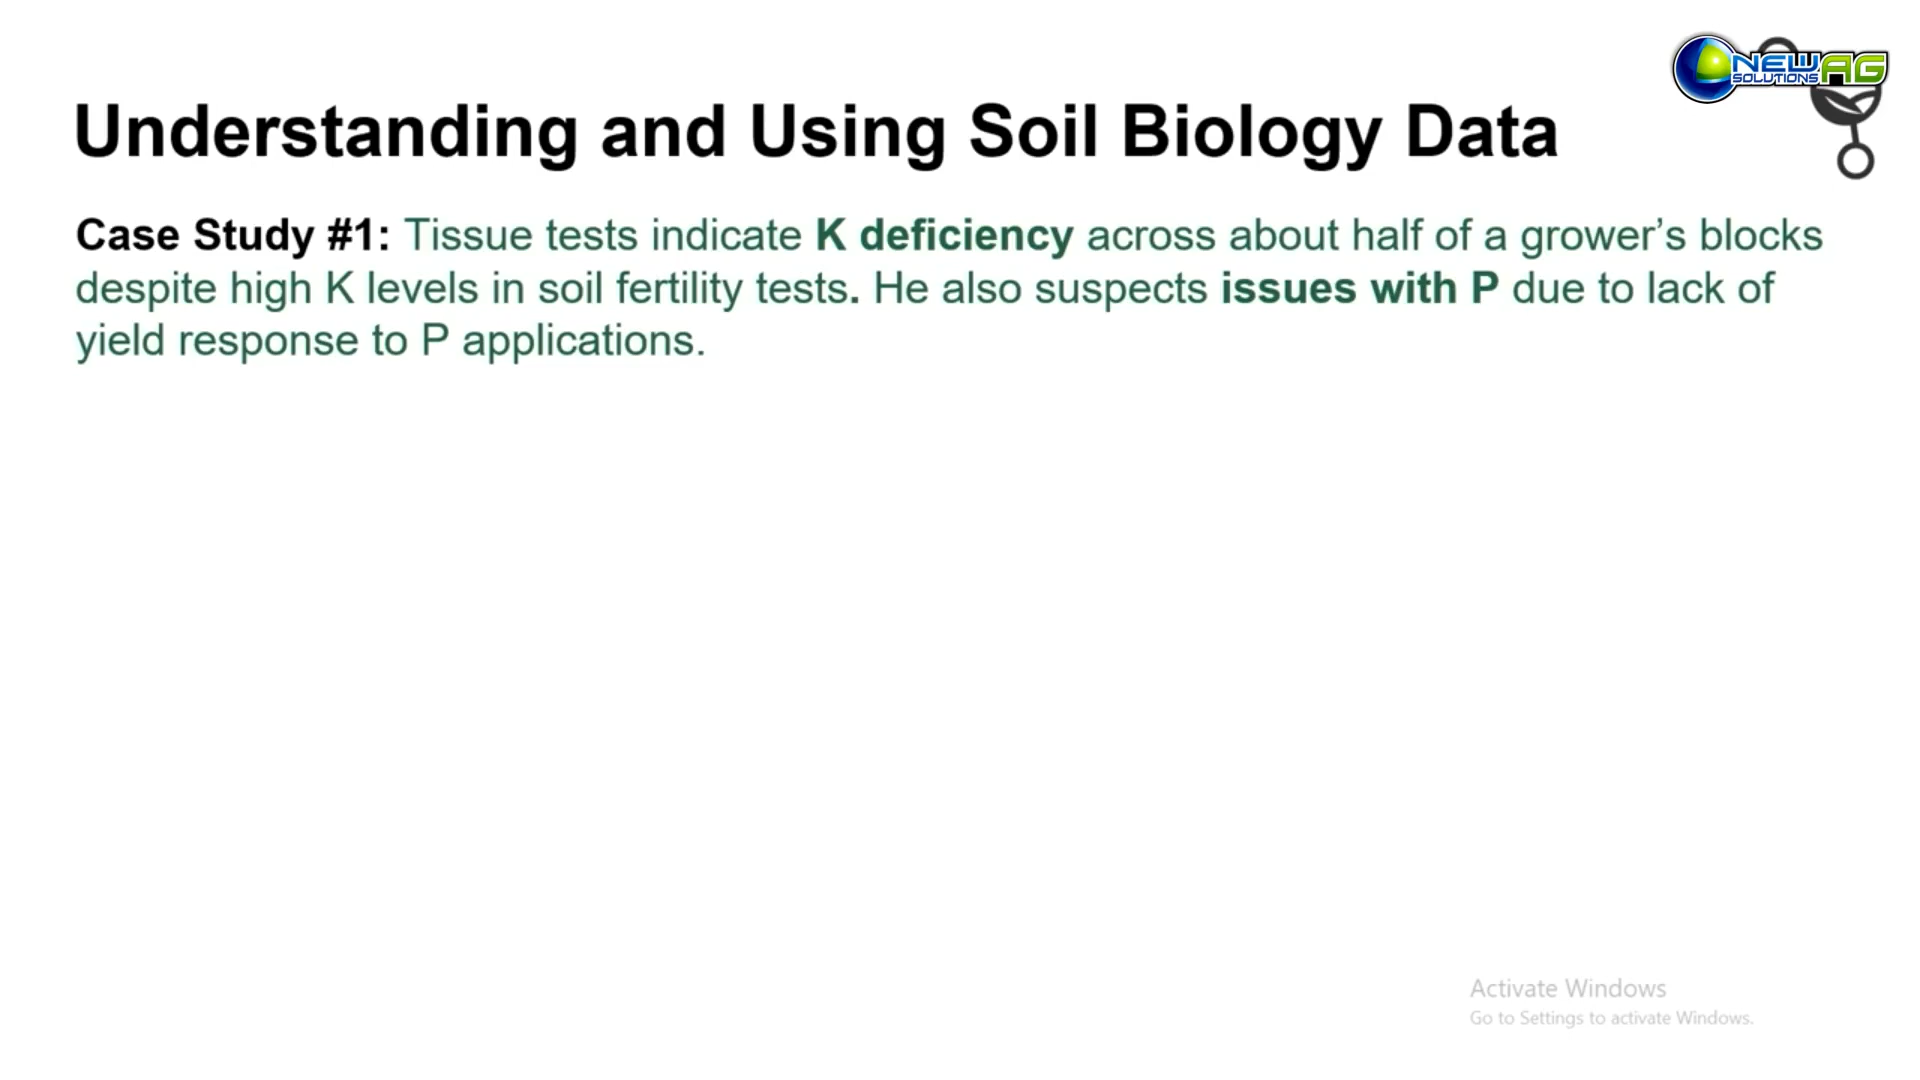 NEW AG
SOLUTIONS
Understanding and Using Soil Biology Data
Case Study #1: Tissue tests indicate K deficiency across about half of a grower’s blocks
despite high K levels in soil fertility tests. He also suspects issues with P due to lack of
yield response to P applications.
Activate Windows
Go to Settings to activate Windows.